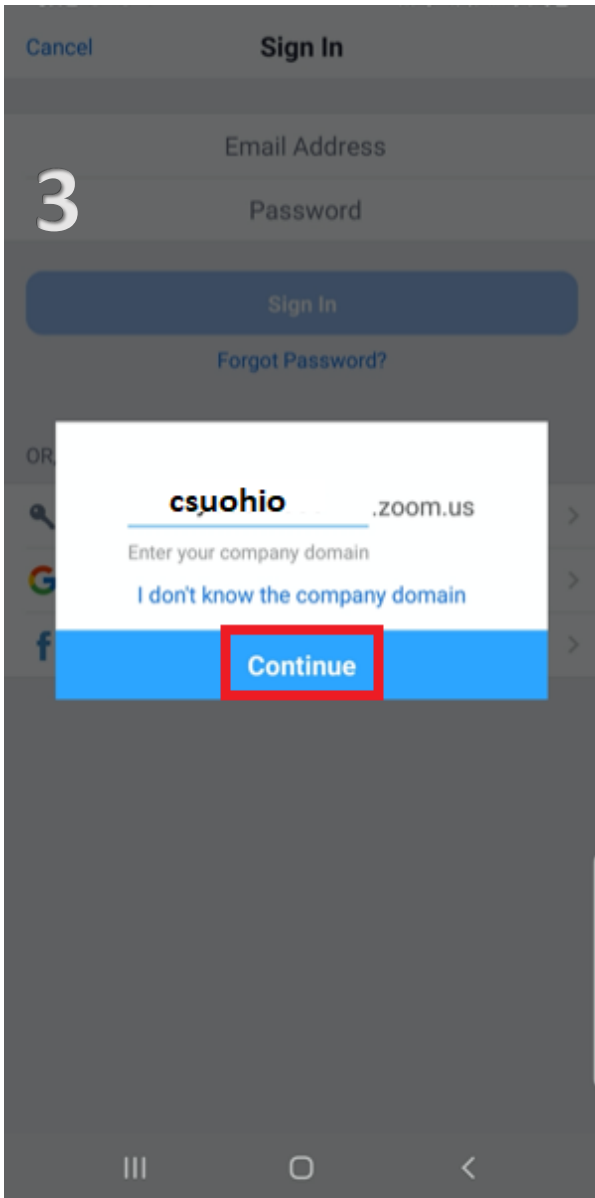 Cancel
Sign In
Email Address
3
Password
Sign In
Forgot Password?
OR,
csuohio .zoom.us
Enter your company domain
I don't know the company domain
Continue